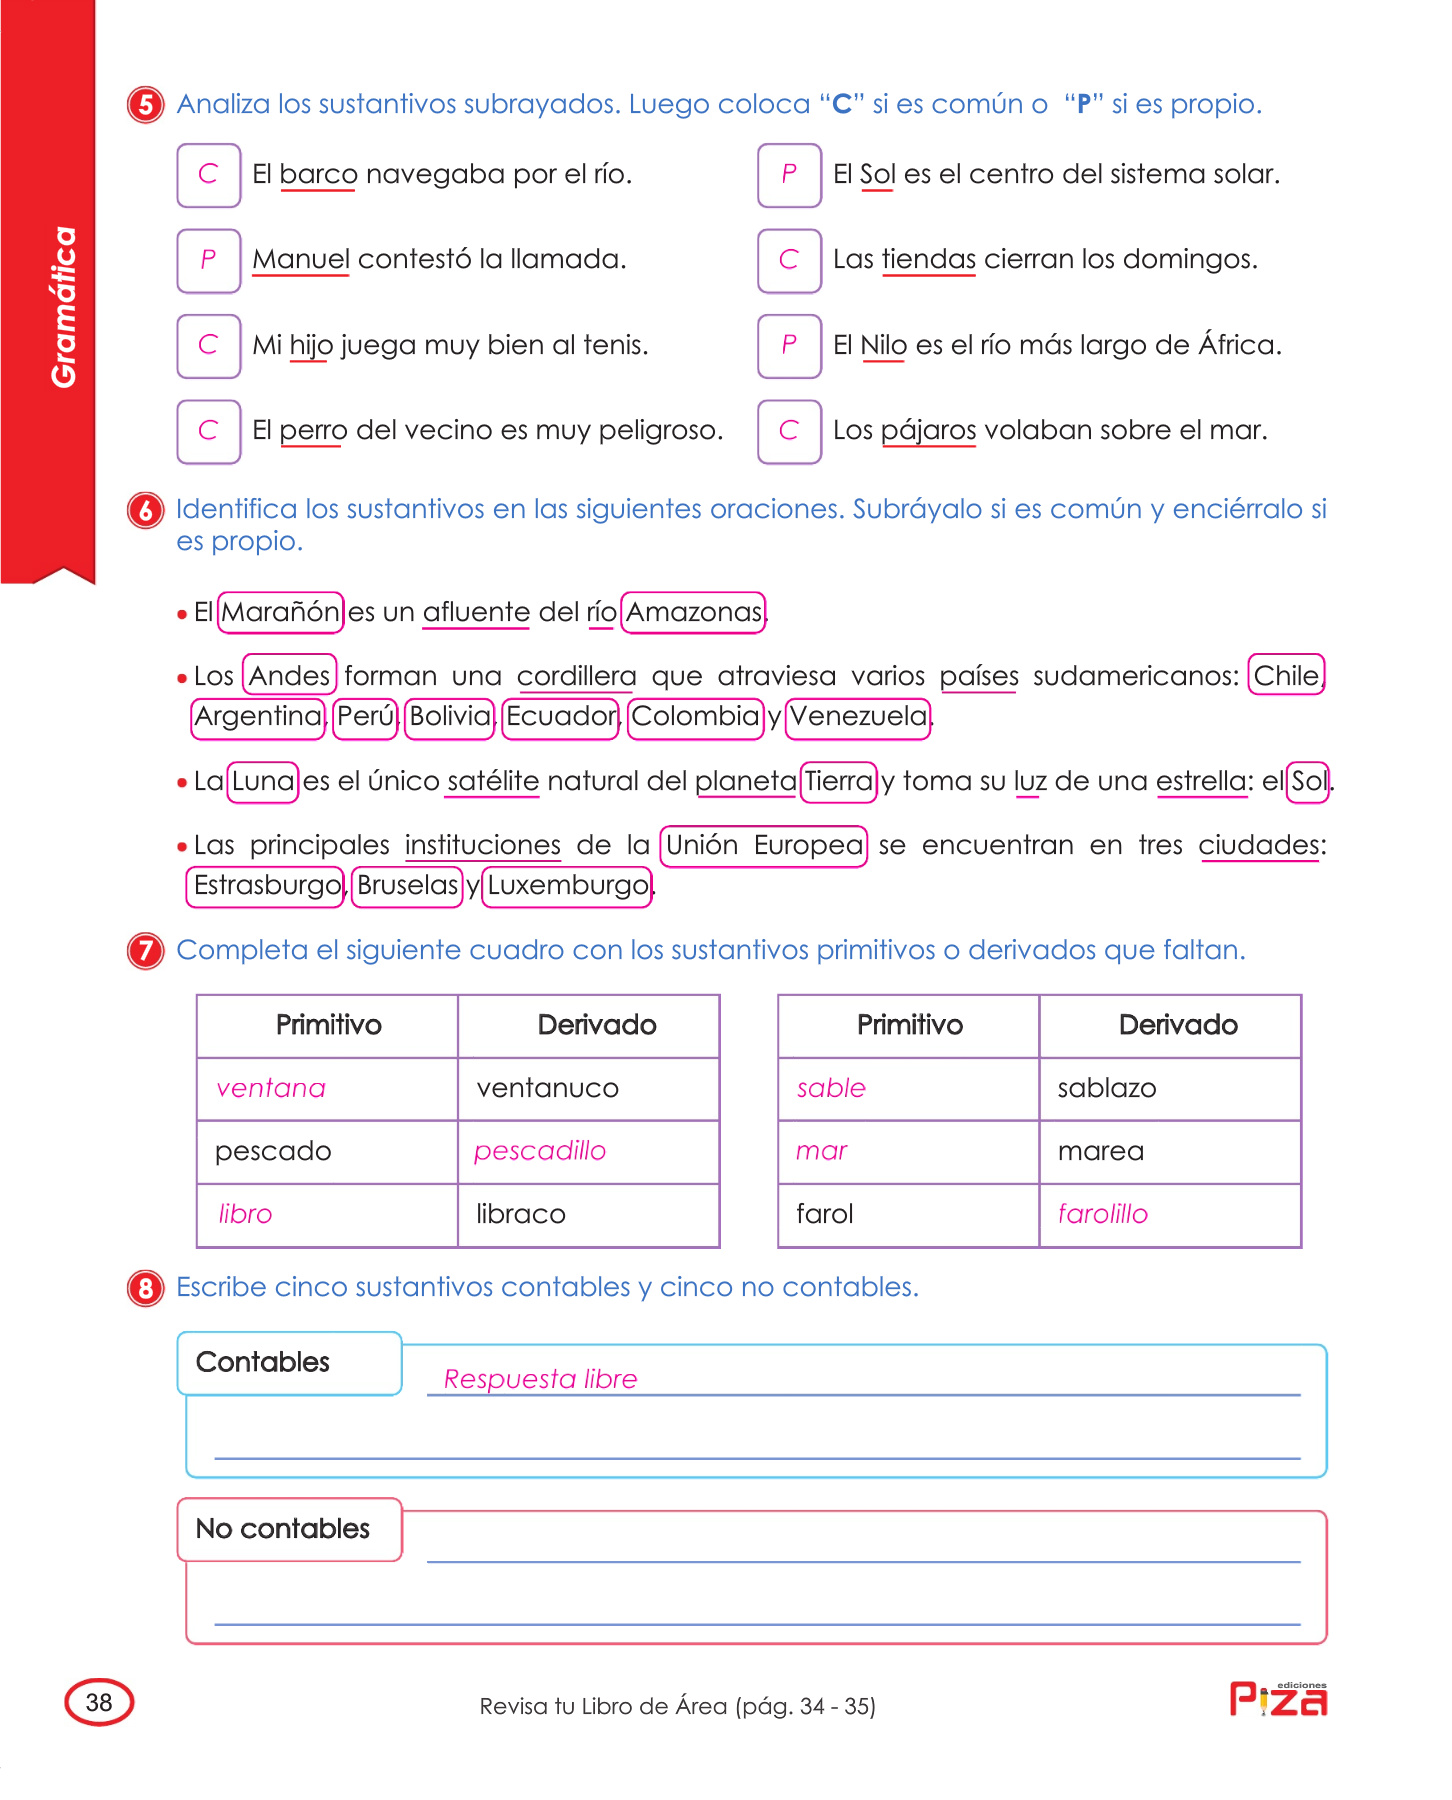 Gramática
5 Analiza los sustantivos subrayados. Luego coloca “C” si es común o “P” si es propio.
C El barco navegaba por el río.
P El Sol es el centro del sistema solar.
P Manuel contestó la llamada.
C Las tiendas cierran los domingos.
C Mi hijo juega muy bien al tenis.
P El Nilo es el río más largo de África.
C El perro del vecino es muy peligroso.
C Los pájaros volaban sobre el mar.
6 Identifica los sustantivos en las siguientes oraciones. Subráyalo si es común y enciérralo si
es propio.
• El Marañón es un afluente del río Amazonas.
• Los Andes forman una cordillera que atraviesa varios países sudamericanos: Chile,
Argentina, Perú, Bolivia, Ecuador, Colombia y Venezuela.
• La Luna es el único satélite natural del planeta Tierra y toma su luz de una estrella: el Sol.
• Las principales instituciones de la Unión Europea se encuentran en tres ciudades:
Estrasburgo, Bruselas y Luxemburgo.
7 Completa el siguiente cuadro con los sustantivos primitivos o derivados que faltan.
Primitivo Derivado
ventana ventanuco
pescado pescadillo
libro libraco
Primitivo Derivado
sable sablazo
mar marea
farol farolillo
8 Escribe cinco sustantivos contables y cinco no contables.
Contables
Respuesta libre
No contables
38
Revisa tu Libro de Área (pág. 34 - 35)
ediciones
Piza